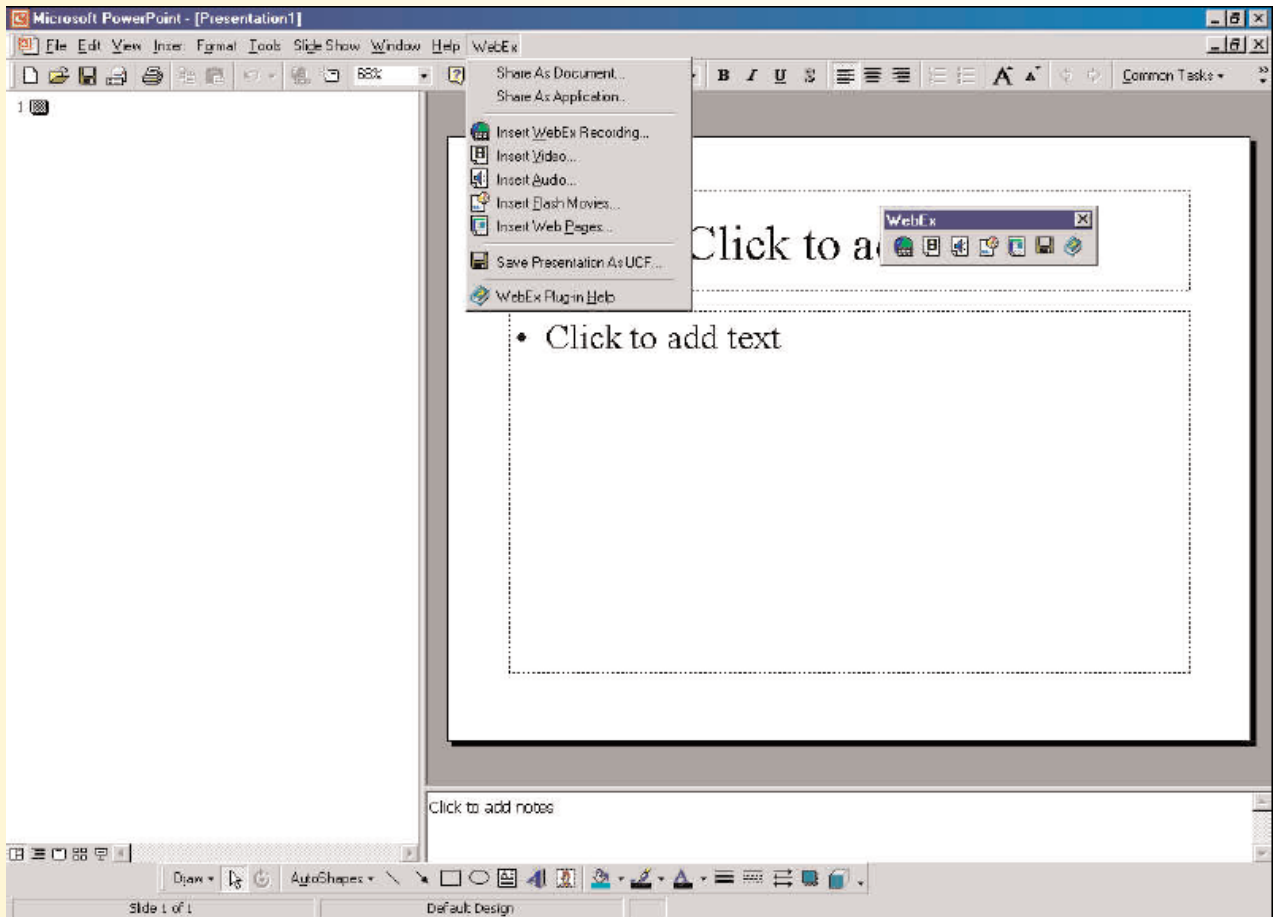 Microsoft PowerPoint - [Presentation1]
File Edit View Insert Format Tools Slide Show Window Help WebEx
68% B I U S A A Common Tasks
1
Share As Document...
Share As Application...
Insert WebEx Recording...
Insert Video...
Insert Audio...
Insert Flash Movies...
Insert Web Pages...
Save Presentation As UCF...
WebEx Plug-in Help
Click to a
WebEx
• Click to add text
Click to add notes
Draw AutoShapes
Slide 1 of 1 Default Design